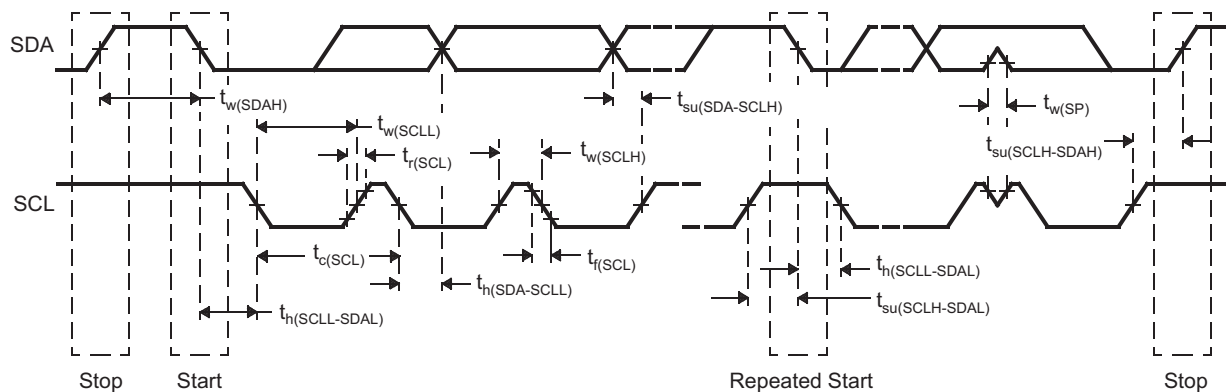 SDA
t_w(SDAH)
t_w(SCLL)
t_r(SCL)
t_w(SCLH)
t_su(SDA-SCLH)
t_w(SP)
t_su(SCLH-SDAH)
SCL
t_c(SCL)
t_h(SDA-SCLL)
t_f(SCL)
t_h(SCLL-SDAL)
t_su(SCLH-SDAL)
t_h(SCLL-SDAL)
Stop
Start
Repeated Start
Stop